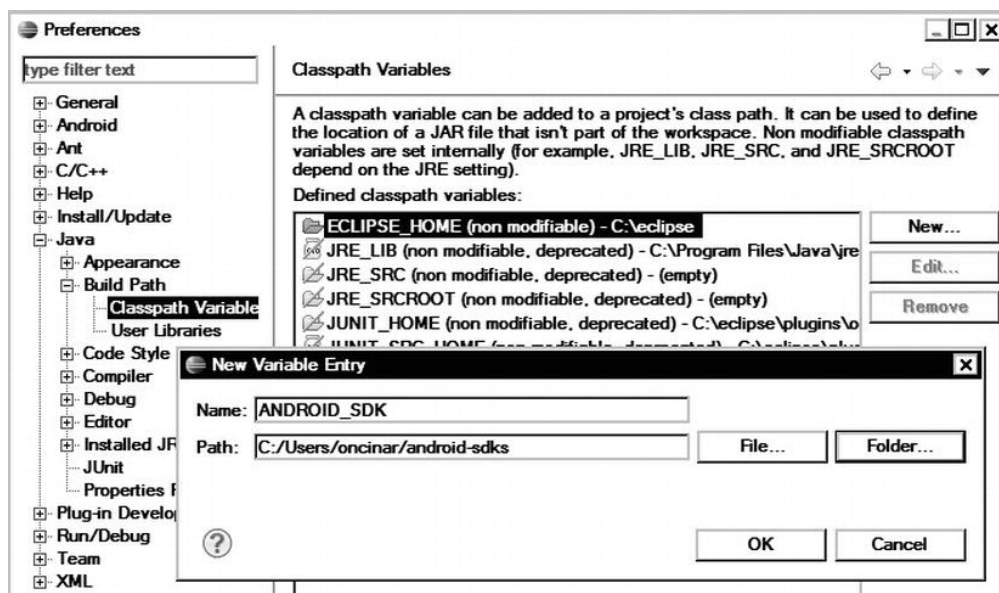 Preferences
type filter text
General
Android
Ant
C/C++
Help
Install/Update
Java
Appearance
Build Path
Classpath Variable
User Libraries
Code Style
Compiler
Debug
Editor
Installed JR
JUnit
Properties F
Plug-in Develo
Run/Debug
Team
XML
Classpath Variables
A classpath variable can be added to a project's class path. It can be used to define
the location of a JAR file that isn't part of the workspace. Non modifiable classpath
variables are set internally (for example, JRE_LIB, JRE_SRC, and JRE_SRCROOT
depend on the JRE setting).
Defined classpath variables:
ECLIPSE_HOME (non modifiable) - C:\eclipse
JRE_LIB (non modifiable, deprecated) - C:\Program Files\Java\jre
JRE_SRC (non modifiable, deprecated) - (empty)
JRE_SRCROOT (non modifiable, deprecated) - (empty)
JUNIT_HOME (non modifiable, deprecated) - C:\eclipse\plugins\o
New...
Edit...
Remove
New Variable Entry
Name: ANDROID_SDK
Path: C:/Users/oncinar/android-sdks File... Folder...
? OK Cancel